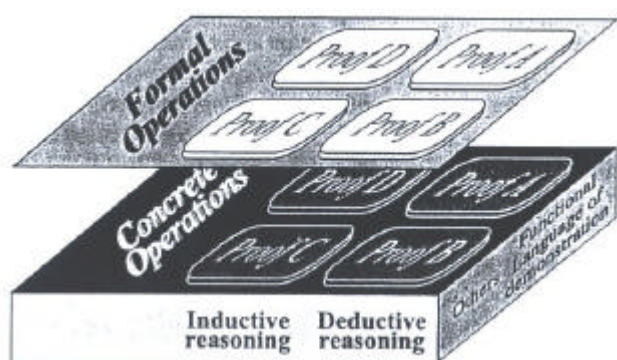 Formal
Operations
Proof D
Proof A
Proof C
Proof B
Concrete
Operations
Proof D
Proof A
Proof C
Proof B
Functional
Language of
demonstration
Other
Inductive
reasoning
Deductive
reasoning